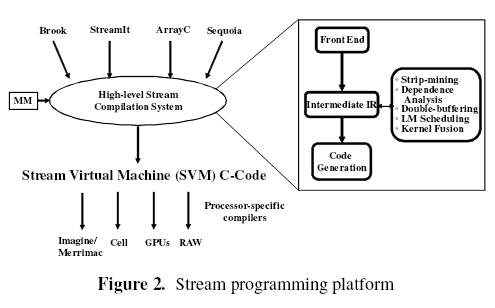 Brook
StreamIt
ArrayC
Sequoia
MM
High-level Stream
Compilation System
Stream Virtual Machine (SVM) C-Code
Processor-specific
compilers
Imagine/
Merrimac
Cell
GPUs
RAW
Front End
Intermediate IR
Code
Generation
• Strip-mining
• Dependence
Analysis
• Double-buffering
• LM Scheduling
• Kernel Fusion
Figure 2. Stream programming platform